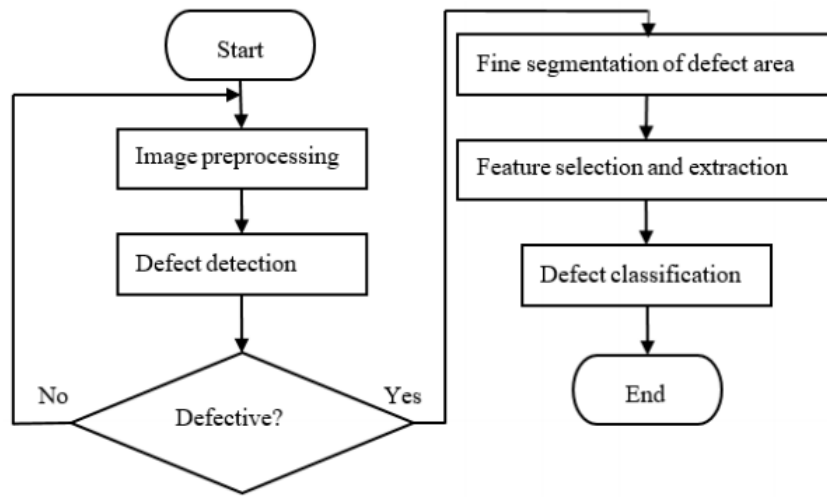 Start
Image preprocessing
Defect detection
Defective?
No
Yes
Fine segmentation of defect area
Feature selection and extraction
Defect classification
End